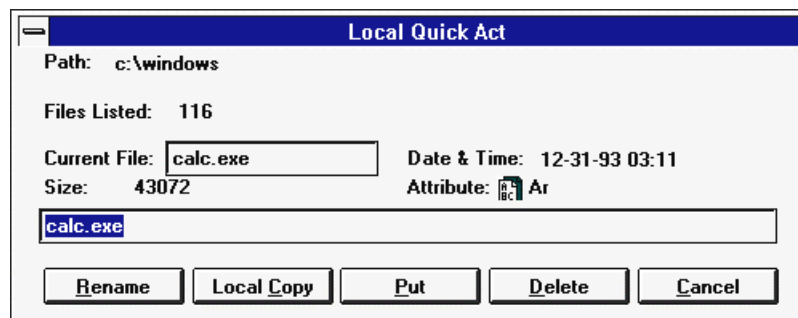 Local Quick Act
Path: c:\windows
Files Listed: 116
Current File: calc.exe Date & Time: 12-31-93 03:11
Size: 43072 Attribute: Ar
calc.exe
Rename Local Copy Put Delete Cancel